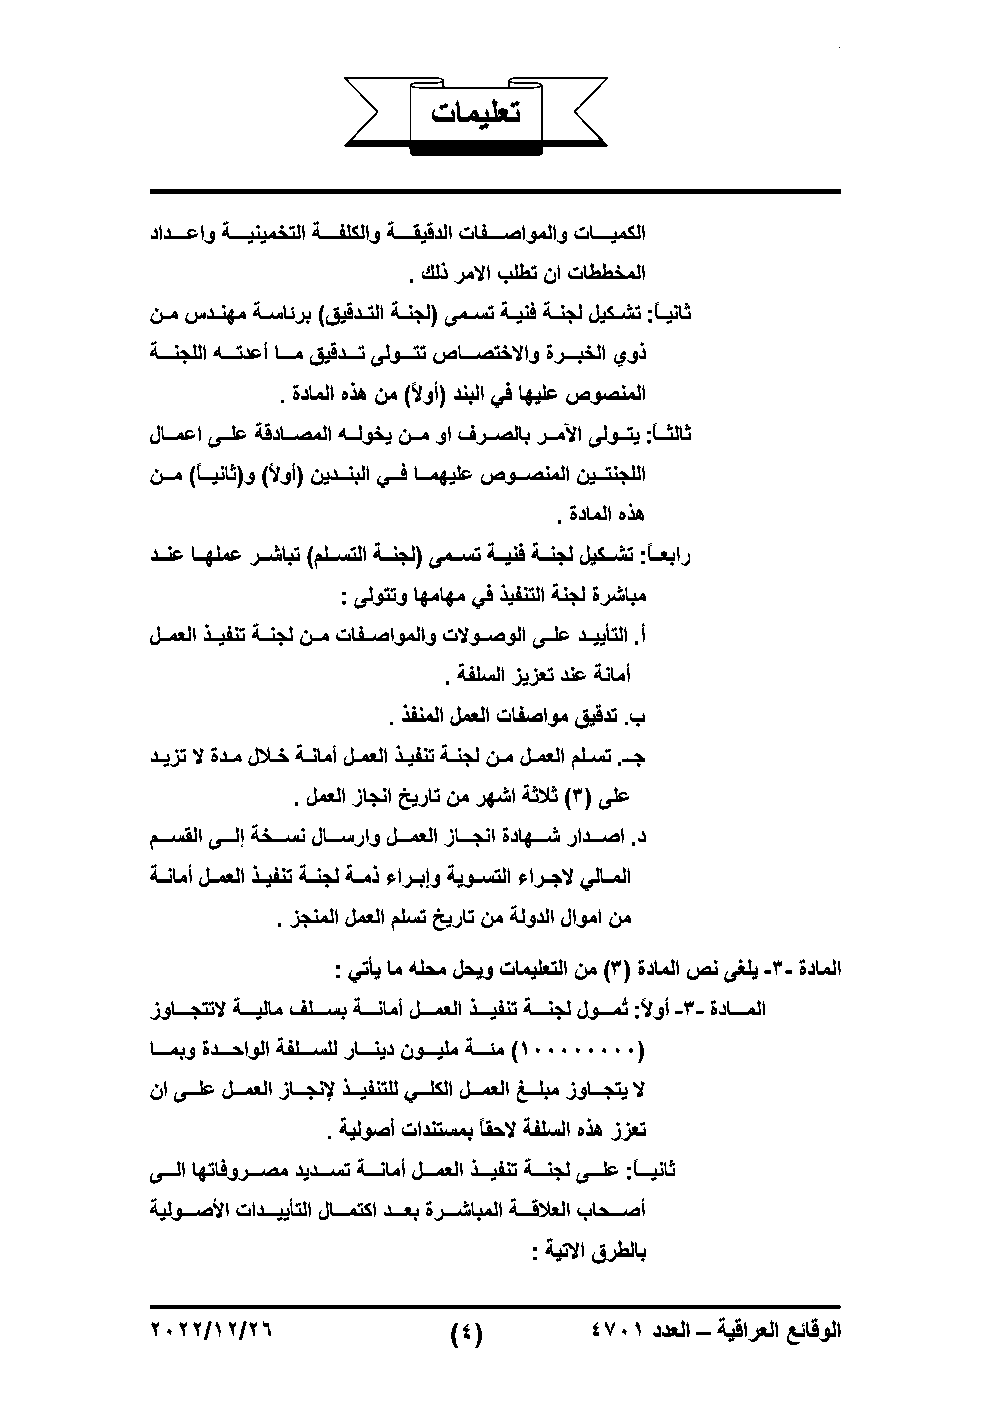 تعليمات
الكميات والمواصفات الدقيقة والكلفة التخمينية واعداد
المخططات ان تطلب الامر ذلك .
ثانياً: تشكيل لجنة فنية تسمى (لجنة التدقيق) برئاسة مهندس من
ذوي الخبرة والاختصاص تتولى تدقيق ما أعدته اللجنة
المنصوص عليها في البند (أولاً) من هذه المادة .
ثالثاً: يتولى الآمر بالصرف او من يخوله المصادقة على اعمال
اللجنتين المنصوص عليهما في البندين (أولاً) و(ثانياً) من
هذه المادة .
رابعاً: تشكيل لجنة فنية تسمى (لجنة التسلم) تباشر عملها عند
مباشرة لجنة التنفيذ في مهامها وتتولى :
أ. التأييد على الوصولات والمواصفات من لجنة تنفيذ العمل
أمانة عند تعزيز السلفة .
ب. تدقيق مواصفات العمل المنفذ .
جـ. تسلم العمل من لجنة تنفيذ العمل أمانة خلال مدة لا تزيد
على (٣) ثلاثة اشهر من تاريخ انجاز العمل .
د. اصدار شهادة انجاز العمل وارسال نسخة إلى القسم
المالي لاجراء التسوية وإبراء ذمة لجنة تنفيذ العمل أمانة
من اموال الدولة من تاريخ تسلم العمل المنجز .
المادة -٣- يلغى نص المادة (٣) من التعليمات ويحل محله ما يأتي :
المادة -٣- أولاً: تُمول لجنة تنفيذ العمل أمانة بسلف مالية لاتتجاوز
(١٠٠٠٠٠٠٠٠) مئة مليون دينار للسلفة الواحدة وبما
لا يتجاوز مبلغ العمل الكلي للتنفيذ لإنجاز العمل على ان
تعزز هذه السلفة لاحقاً بمستندات أصولية .
ثانياً: على لجنة تنفيذ العمل أمانة تسديد مصروفاتها الى
أصحاب العلاقة المباشرة بعد اكتمال التأييدات الأصولية
بالطرق الاتية :
الوقائع العراقية – العدد ٤٧٠١ (٤) ٢٠٢٢/١٢/٢٦